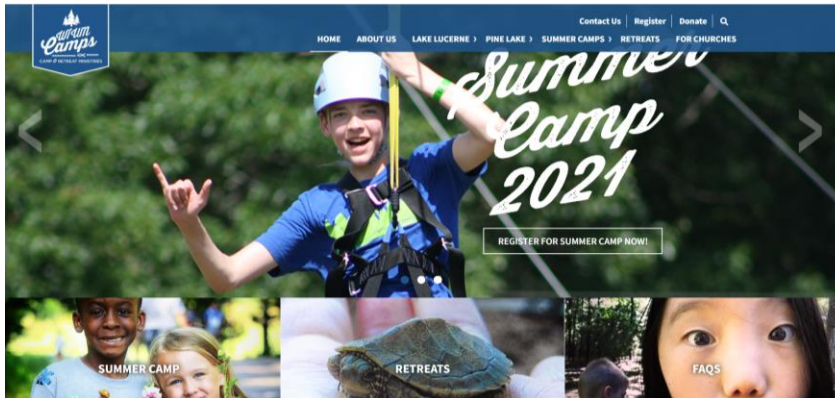 WIUM
Camps
CAMP & RETREAT MINISTRIES
Contact Us
Register
Donate
HOME
ABOUT US
LAKE LUCERNE
PINE LAKE
SUMMER CAMPS
RETREATS
FOR CHURCHES
Summer
Camp
2021
REGISTER FOR SUMMER CAMP NOW!
SUMMER CAMP
RETREATS
FAQS